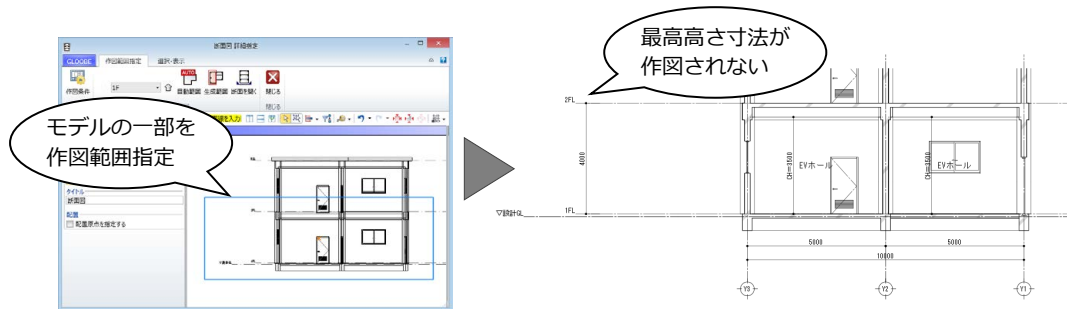 断面図 詳細指定
GLOOBE 作図範囲指定 選択・表示
作図条件
1F
AUTO
自動範囲 生成範囲 断面を開く 閉じる
閉じる
モデルの一部を
作図範囲指定
タイトル
断面図
配置
配置原点を指定する
最高高さ寸法が
作図されない
2FL
4000
CH=3500
EVホール
CH=3500
EVホール
▽設計GL
1FL
5000 5000
10000
Y3 Y2 Y1